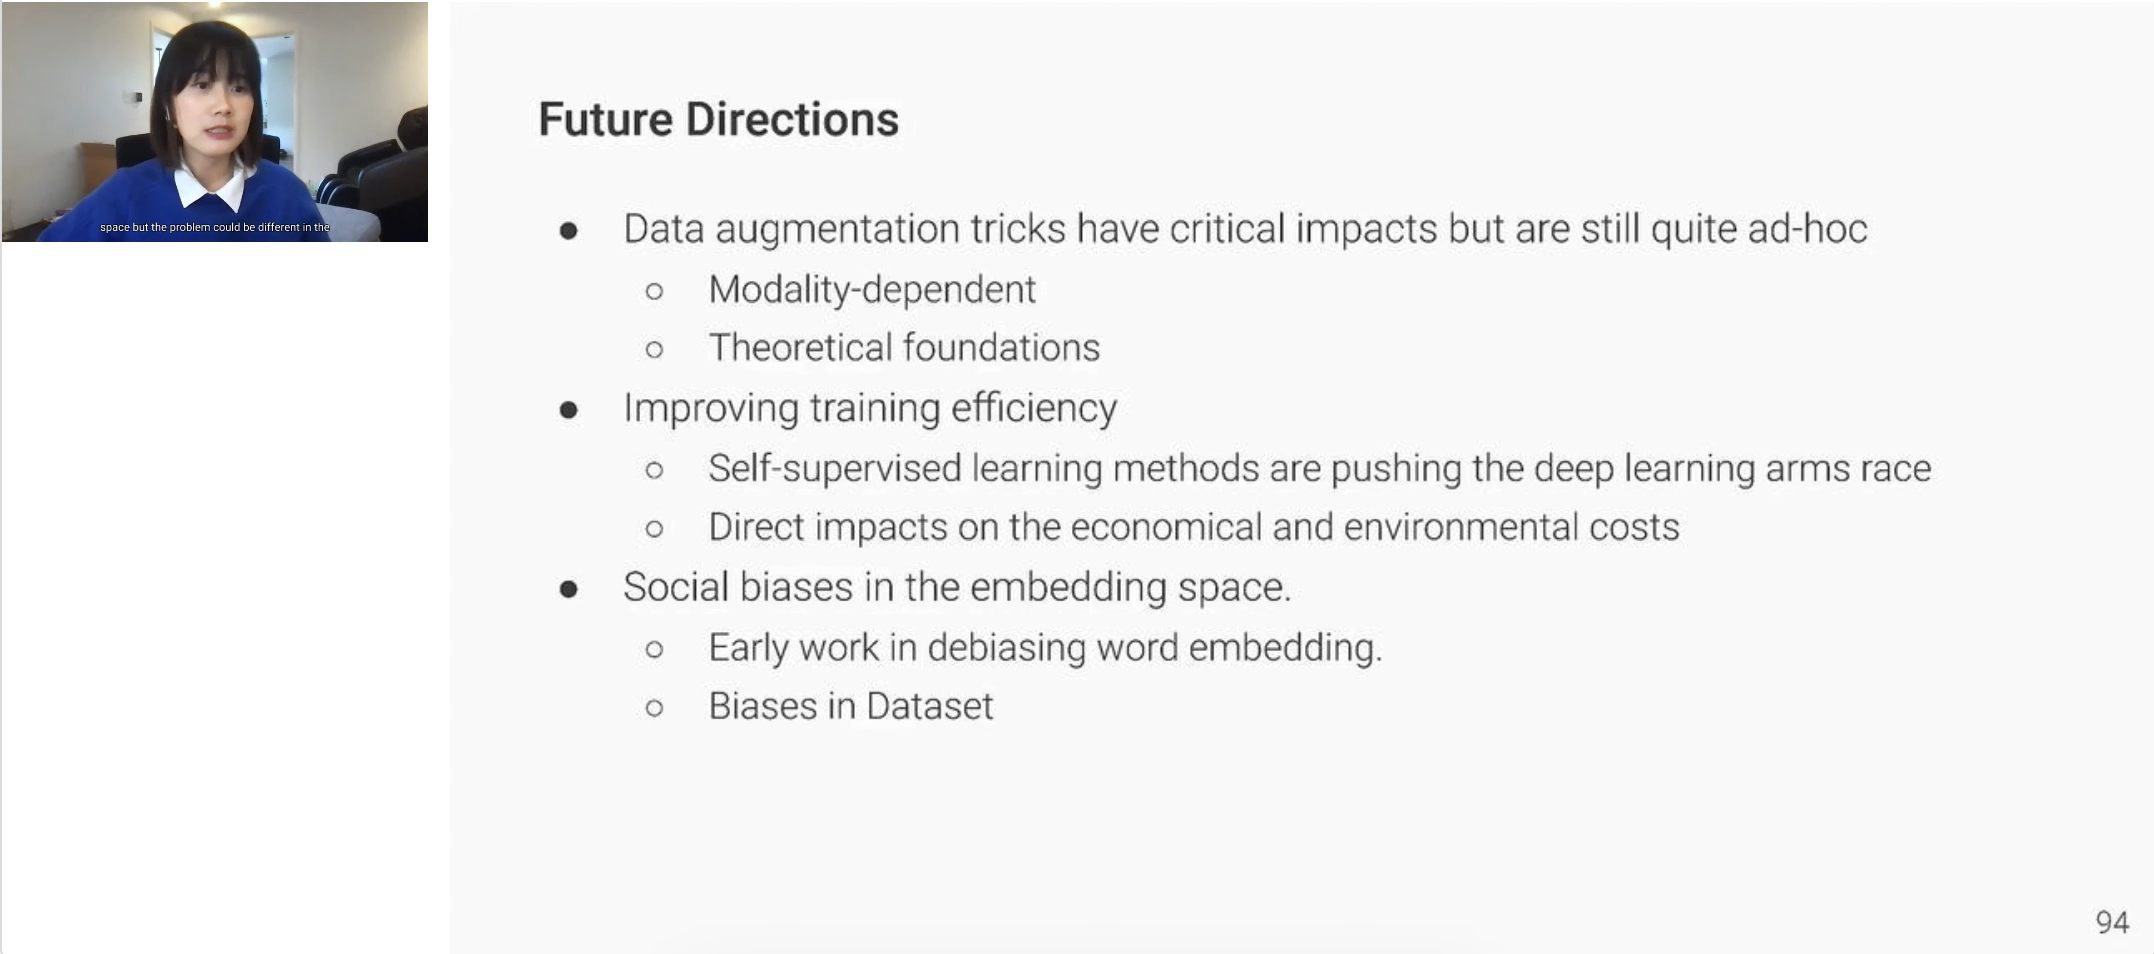 space but the problem could be different in the
Future Directions
● Data augmentation tricks have critical impacts but are still quite ad-hoc
○ Modality-dependent
○ Theoretical foundations
● Improving training efficiency
○ Self-supervised learning methods are pushing the deep learning arms race
○ Direct impacts on the economical and environmental costs
● Social biases in the embedding space.
○ Early work in debiasing word embedding.
○ Biases in Dataset
94